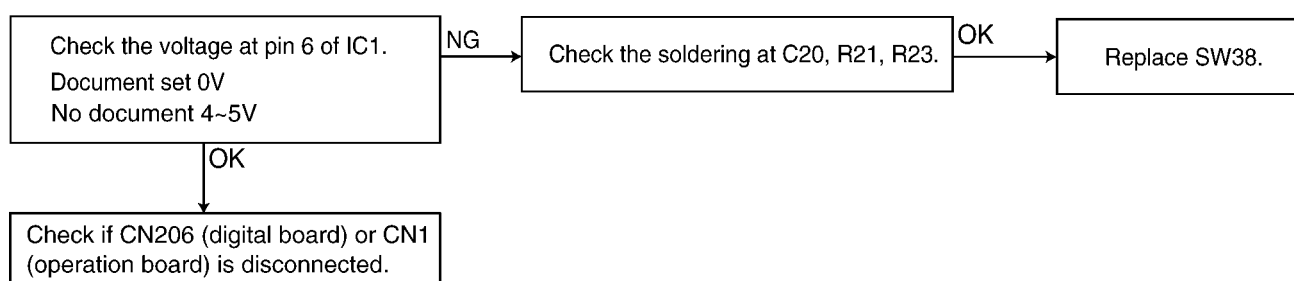 Check the voltage at pin 6 of IC1.
Document set 0V
No document 4~5V
NG
Check the soldering at C20, R21, R23.
OK
Replace SW38.
OK
Check if CN206 (digital board) or CN1
(operation board) is disconnected.